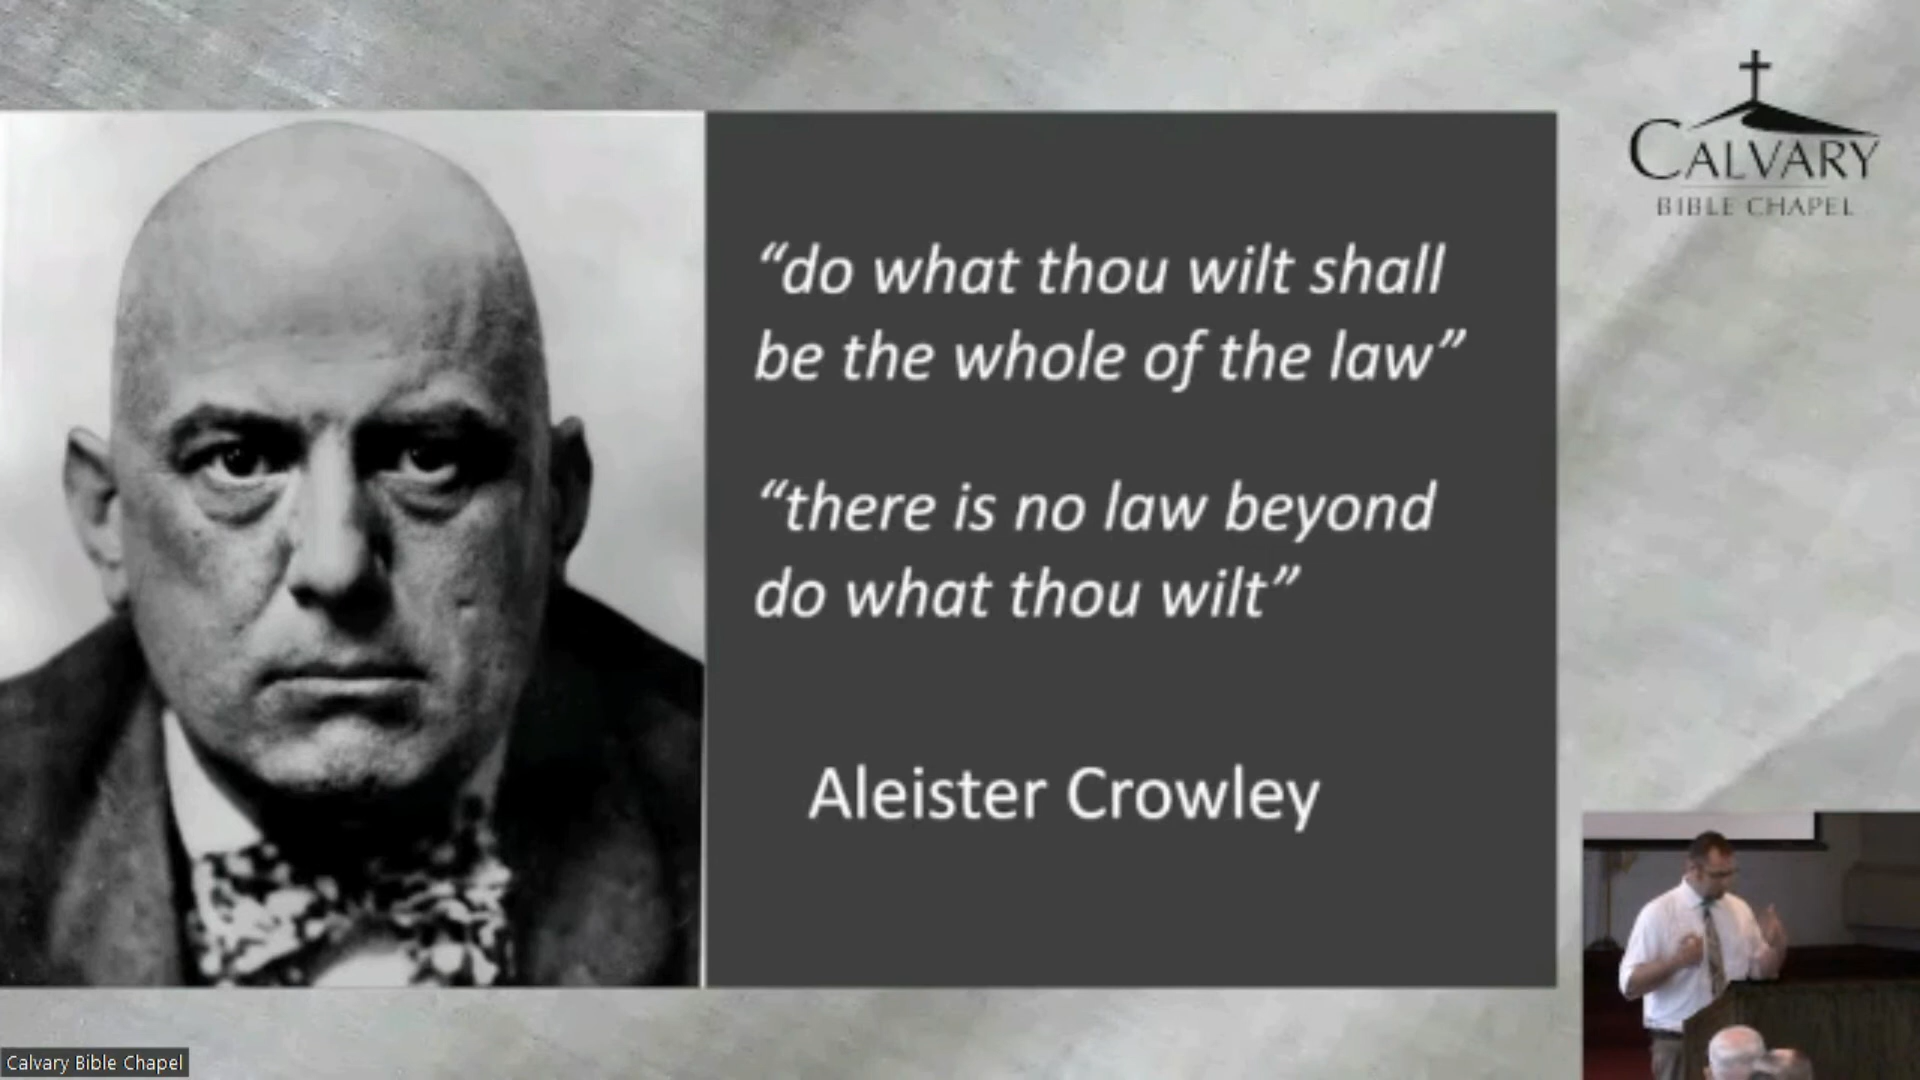 CALVARY
BIBLE CHAPEL
“do what thou wilt shall
be the whole of the law”
“there is no law beyond
do what thou wilt”
Aleister Crowley
Calvary Bible Chapel